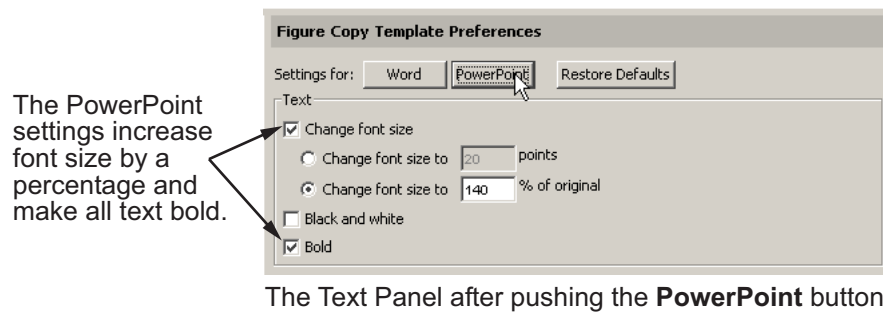 Figure Copy Template Preferences
Settings for: Word PowerPoint Restore Defaults
Text
The PowerPoint
settings increase
font size by a
percentage and
make all text bold.
Change font size
Change font size to 20 points
Change font size to 140 % of original
Black and white
Bold
The Text Panel after pushing the PowerPoint button